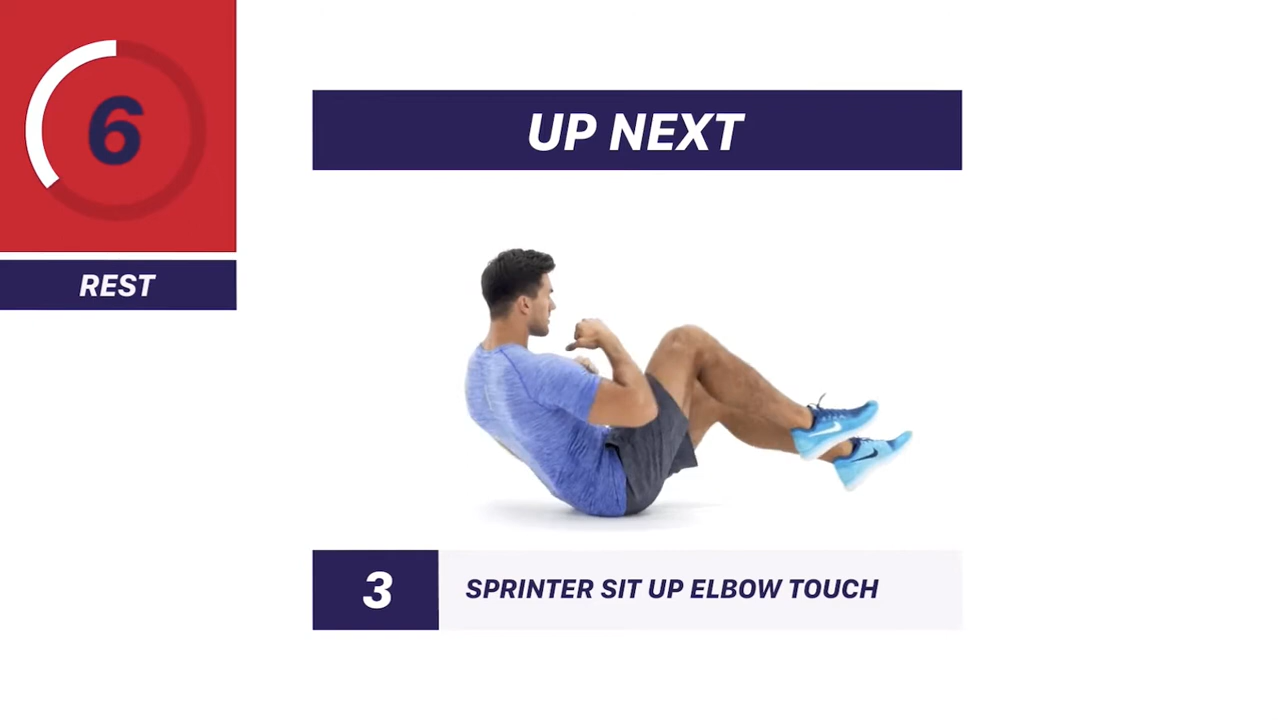 6
REST
UP NEXT
3
SPRINTER SIT UP ELBOW TOUCH